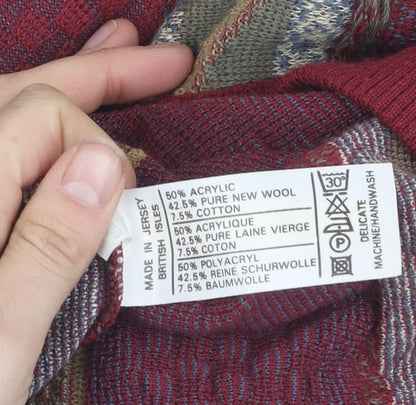 MADE IN JERSEY
BRITISH ISLES
50% ACRYLIC
42.5% PURE NEW WOOL
7.5% COTTON
50% ACRYLIQUE
42.5% PURE LAINE VIERGE
7.5% COTON
50% POLYACRYL
42.5% REINE SCHURWOLLE
7.5% BAUMWOLLE
30°
P
DELICATE
MACHINE/HANDWASH